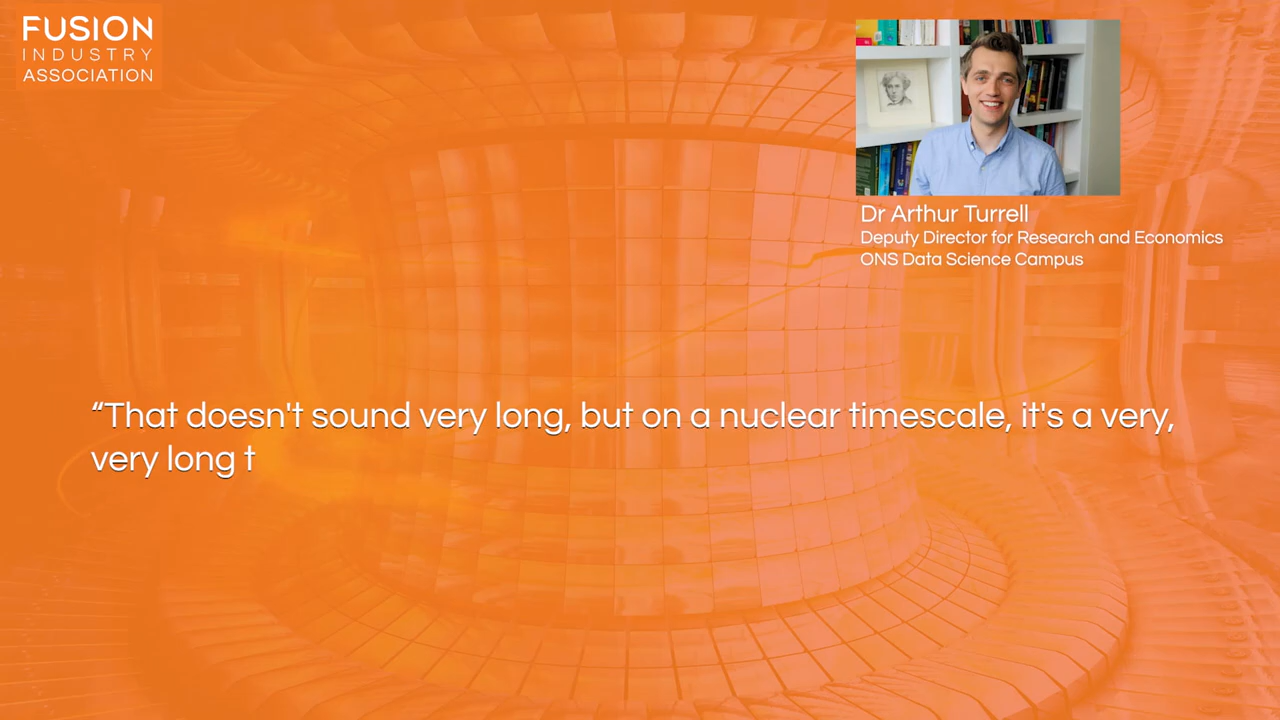 FUSION
INDUSTRY
ASSOCIATION
Dr Arthur Turrell
Deputy Director for Research and Economics
ONS Data Science Campus
“That doesn't sound very long, but on a nuclear timescale, it's a very,
very long t